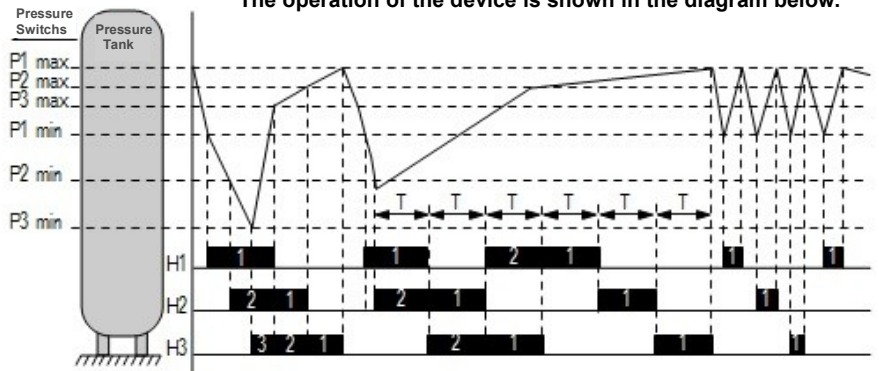 The operation of the device is shown in the diagram below.
Pressure
Switchs
Pressure
Tank
P1 max
P2 max
P3 max
P1 min
P2 min
P3 min
T T T T T T
H1 1 1 2 1 1 1
H2 2 1 2 1 1 1
H3 3 2 1 2 1 1 1